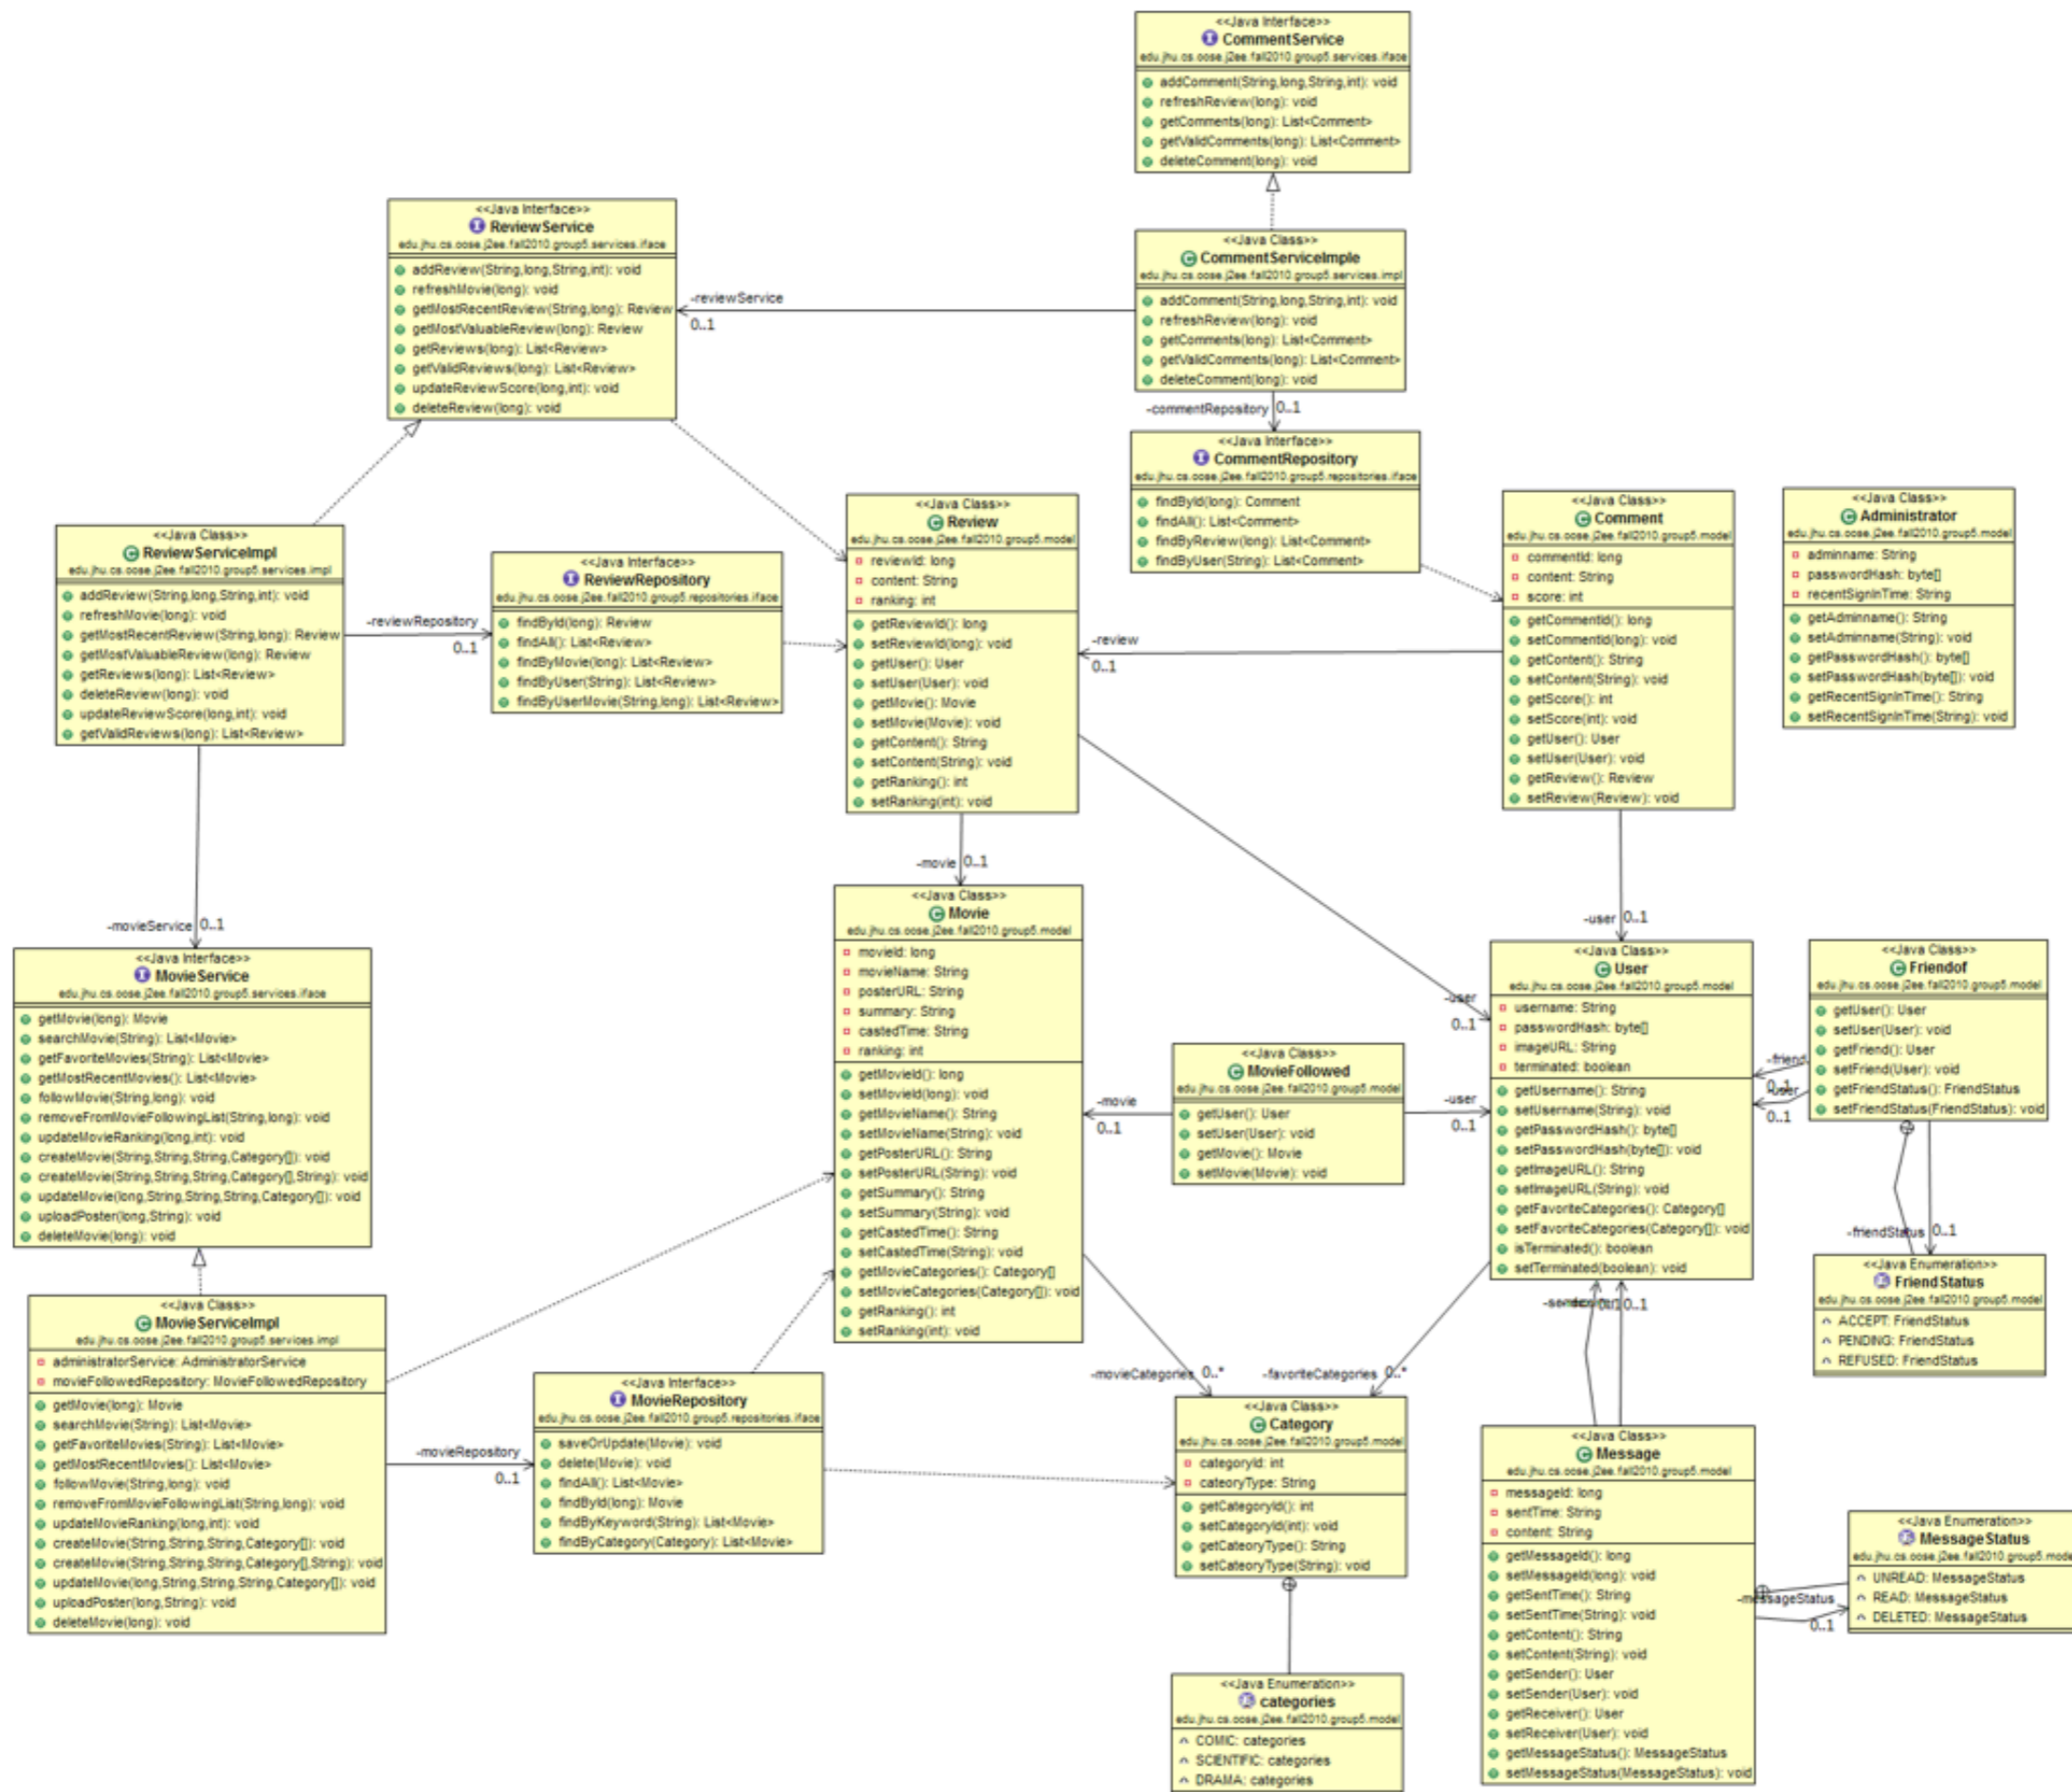 <<Java Interface>>
CommentService
edu.jhu.cs.oose.j2ee.fall2010.group5.services.iface
addComment(String,long,String,int): void
refreshReview(long): void
getComments(long): List<Comment>
getValidComments(long): List<Comment>
deleteComment(long): void
<<Java Interface>>
ReviewService
edu.jhu.cs.oose.j2ee.fall2010.group5.services.iface
addReview(String,long,String,int): void
refreshMovie(long): void
getMostRecentReview(String,long): Review
getMostValuableReview(long): Review
getReviews(long): List<Review>
getValidReviews(long): List<Review>
updateReviewScore(long,int): void
deleteReview(long): void
-reviewService
0..1
<<Java Class>>
CommentServiceImple
edu.jhu.cs.oose.j2ee.fall2010.group5.services.impl
addComment(String,long,String,int): void
refreshReview(long): void
getComments(long): List<Comment>
getValidComments(long): List<Comment>
deleteComment(long): void
-commentRepository 0..1
<<Java Interface>>
CommentRepository
edu.jhu.cs.oose.j2ee.fall2010.group5.repositories.iface
findById(long): Comment
findAll(): List<Comment>
findByReview(long): List<Comment>
findByUser(String): List<Comment>
<<Java Class>>
ReviewServiceImpl
edu.jhu.cs.oose.j2ee.fall2010.group5.services.impl
addReview(String,long,String,int): void
refreshMovie(long): void
getMostRecentReview(String,long): Review
getMostValuableReview(long): Review
getReviews(long): List<Review>
deleteReview(long): void
updateReviewScore(long,int): void
getValidReviews(long): List<Review>
-reviewRepository
0..1
<<Java Interface>>
ReviewRepository
edu.jhu.cs.oose.j2ee.fall2010.group5.repositories.iface
findById(long): Review
findAll(): List<Review>
findByMovie(long): List<Review>
findByUser(String): List<Review>
findByUserMovie(String,long): List<Review>
<<Java Class>>
Review
edu.jhu.cs.oose.j2ee.fall2010.group5.model
reviewId: long
content: String
ranking: int
getReviewId(): long
setReviewId(long): void
getUser(): User
setUser(User): void
getMovie(): Movie
setMovie(Movie): void
getContent(): String
setContent(String): void
getRanking(): int
setRanking(int): void
-review
0..1
<<Java Class>>
Comment
edu.jhu.cs.oose.j2ee.fall2010.group5.model
commentId: long
content: String
score: int
getCommentId(): long
setCommentId(long): void
getContent(): String
setContent(String): void
getScore(): int
setScore(int): void
getUser(): User
setUser(User): void
getReview(): Review
setReview(Review): void
<<Java Class>>
Administrator
edu.jhu.cs.oose.j2ee.fall2010.group5.model
adminname: String
passwordHash: byte[]
recentSignInTime: String
getAdminname(): String
setAdminname(String): void
getPasswordHash(): byte[]
setPasswordHash(byte[]): void
getRecentSignInTime(): String
setRecentSignInTime(String): void
-movieService 0..1
-movie 0..1
-user 0..1
<<Java Interface>>
MovieService
edu.jhu.cs.oose.j2ee.fall2010.group5.services.iface
getMovie(long): Movie
searchMovie(String): List<Movie>
getFavoriteMovies(String): List<Movie>
getMostRecentMovies(): List<Movie>
followMovie(String,long): void
removeFromMovieFollowingList(String,long): void
updateMovieRanking(long,int): void
createMovie(String,String,String,Category[]): void
createMovie(String,String,String,Category[],String): void
updateMovie(long,String,String,String,Category[]): void
uploadPoster(long,String): void
deleteMovie(long): void
<<Java Class>>
Movie
edu.jhu.cs.oose.j2ee.fall2010.group5.model
movieId: long
movieName: String
posterURL: String
summary: String
castedTime: String
ranking: int
getMovieId(): long
setMovieId(long): void
getMovieName(): String
setMovieName(String): void
getPosterURL(): String
setPosterURL(String): void
getSummary(): String
setSummary(String): void
getCastedTime(): String
setCastedTime(String): void
getMovieCategories(): Category[]
setMovieCategories(Category[]): void
getRanking(): int
setRanking(int): void
-movie
0..1
<<Java Class>>
MovieFollowed
edu.jhu.cs.oose.j2ee.fall2010.group5.model
getUser(): User
setUser(User): void
getMovie(): Movie
setMovie(Movie): void
-user
0..1
-user
0..1
<<Java Class>>
User
edu.jhu.cs.oose.j2ee.fall2010.group5.model
username: String
passwordHash: byte[]
imageURL: String
terminated: boolean
getUsername(): String
setUsername(String): void
getPasswordHash(): byte[]
setPasswordHash(byte[]): void
getImageURL(): String
setImageURL(String): void
getFavoriteCategories(): Category[]
setFavoriteCategories(Category[]): void
isTerminated(): boolean
setTerminated(boolean): void
-friend
0..1
-user
0..1
<<Java Class>>
Friendof
edu.jhu.cs.oose.j2ee.fall2010.group5.model
getUser(): User
setUser(User): void
getFriend(): User
setFriend(User): void
getFriendStatus(): FriendStatus
setFriendStatus(FriendStatus): void
-friendStatus 0..1
<<Java Enumeration>>
FriendStatus
edu.jhu.cs.oose.j2ee.fall2010.group5.model
ACCEPT: FriendStatus
PENDING: FriendStatus
REFUSED: FriendStatus
<<Java Class>>
MovieServiceImpl
edu.jhu.cs.oose.j2ee.fall2010.group5.services.impl
administratorService: AdministratorService
movieFollowedRepository: MovieFollowedRepository
getMovie(long): Movie
searchMovie(String): List<Movie>
getFavoriteMovies(String): List<Movie>
getMostRecentMovies(): List<Movie>
followMovie(String,long): void
removeFromMovieFollowingList(String,long): void
updateMovieRanking(long,int): void
createMovie(String,String,String,Category[]): void
createMovie(String,String,String,Category[],String): void
updateMovie(long,String,String,String,Category[]): void
uploadPoster(long,String): void
deleteMovie(long): void
-movieRepository
0..1
<<Java Interface>>
MovieRepository
edu.jhu.cs.oose.j2ee.fall2010.group5.repositories.iface
saveOrUpdate(Movie): void
delete(Movie): void
findAll(): List<Movie>
findById(long): Movie
findByKeyword(String): List<Movie>
findByCategory(Category): List<Movie>
-movieCategories 0..*
-favoriteCategories 0..*
0..1
<<Java Class>>
Category
edu.jhu.cs.oose.j2ee.fall2010.group5.model
categoryId: int
cateoryType: String
getCategoryId(): int
setCategoryId(int): void
getCateoryType(): String
setCateoryType(String): void
<<Java Enumeration>>
categories
edu.jhu.cs.oose.j2ee.fall2010.group5.model
COMIC: categories
SCIENTIFIC: categories
DRAMA: categories
<<Java Class>>
Message
edu.jhu.cs.oose.j2ee.fall2010.group5.model
messageId: long
sentTime: String
content: String
getMessageId(): long
setMessageId(long): void
getSentTime(): String
setSentTime(String): void
getContent(): String
setContent(String): void
getSender(): User
setSender(User): void
getReceiver(): User
setReceiver(User): void
getMessageStatus(): MessageStatus
setMessageStatus(MessageStatus): void
-messageStatus
0..1
<<Java Enumeration>>
MessageStatus
edu.jhu.cs.oose.j2ee.fall2010.group5.mode
UNREAD: MessageStatus
READ: MessageStatus
DELETED: MessageStatus